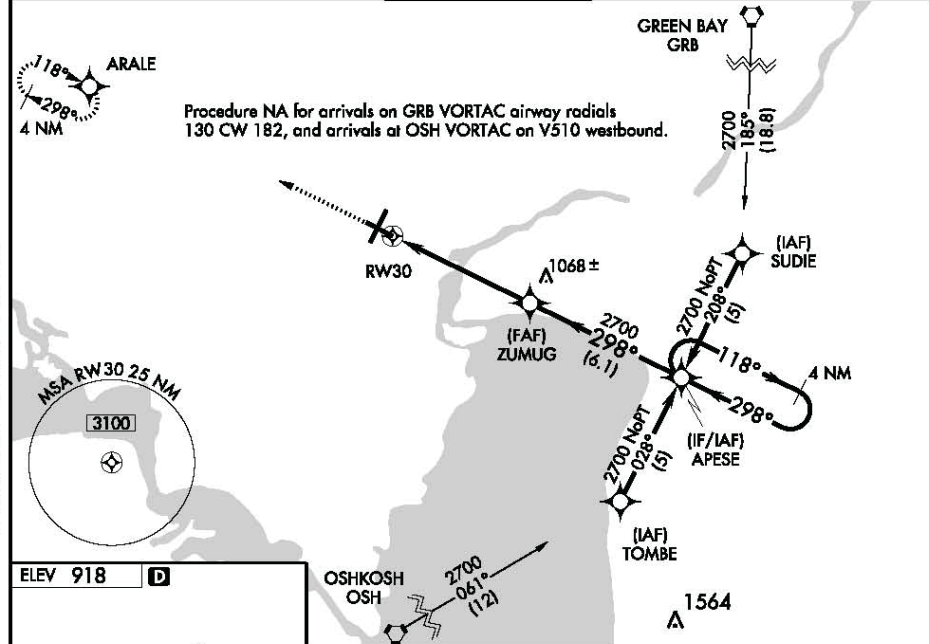 GREEN BAY
GRB
ARALE
118°
298°
4 NM
Procedure NA for arrivals on GRB VORTAC airway radials
130 CW 182, and arrivals at OSH VORTAC on V510 westbound.
2700
185°
(18.8)
RW30
1068±
(IAF)
SUDIE
2700 NoPT
208°
(5)
(FAF)
ZUMUG
2700
298°
(6.1)
118°
4 NM
298°
(IF/IAF)
APESE
MSA RW30 25 NM
3100
2700 NoPT
028°
(5)
(IAF)
TOMBE
ELEV 918 D
OSHKOSH
OSH
2700
061°
(12)
1564